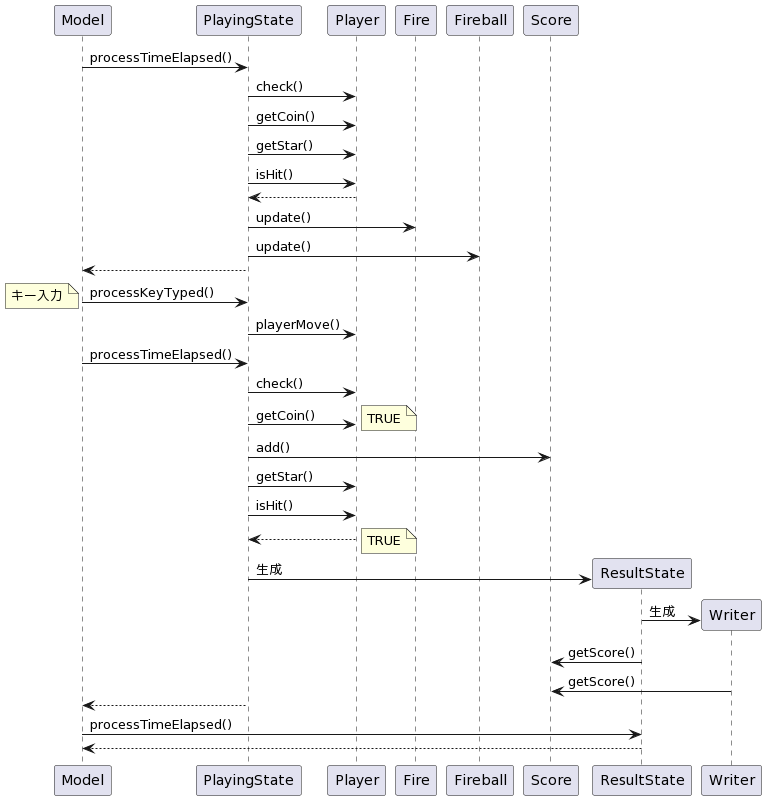 Model PlayingState Player Fire Fireball Score
processTimeElapsed()
check()
getCoin()
getStar()
isHit()
update()
update()
キー入力 processKeyTyped()
playerMove()
processTimeElapsed()
check()
getCoin() TRUE
add()
getStar()
isHit()
TRUE
生成 ResultState
生成 Writer
getScore()
getScore()
processTimeElapsed()
Model PlayingState Player Fire Fireball Score ResultState Writer